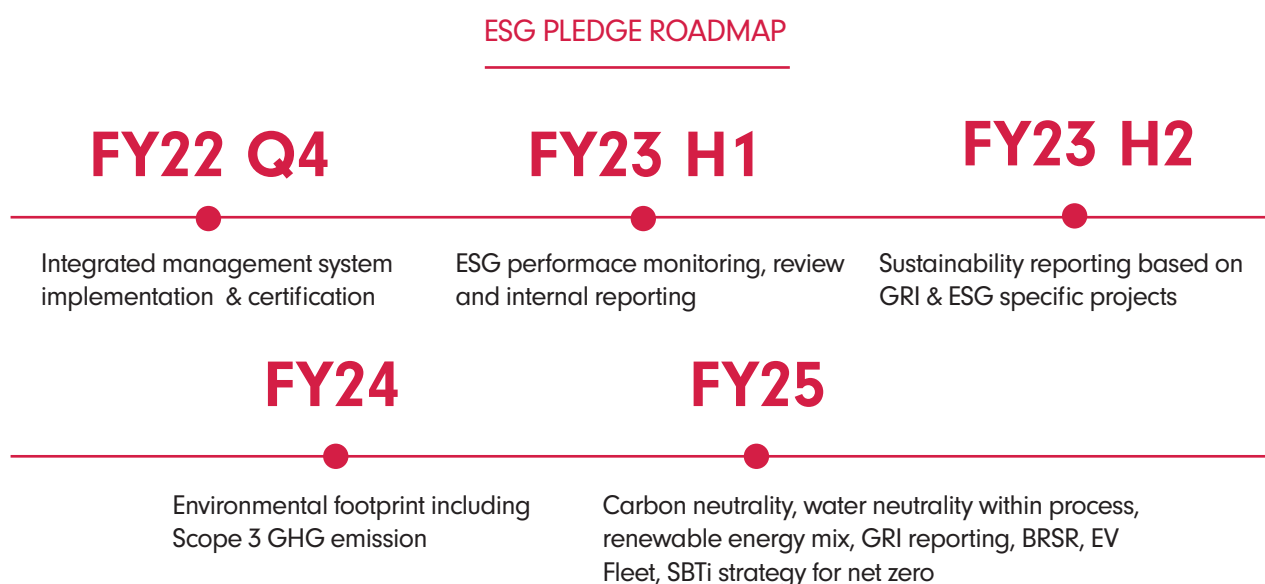 ESG PLEDGE ROADMAP
FY22 Q4
Integrated management system
implementation & certification
FY23 H1
ESG performace monitoring, review
and internal reporting
FY23 H2
Sustainability reporting based on
GRI & ESG specific projects
FY24
Environmental footprint including
Scope 3 GHG emission
FY25
Carbon neutrality, water neutrality within process,
renewable energy mix, GRI reporting, BRSR, EV
Fleet, SBTi strategy for net zero